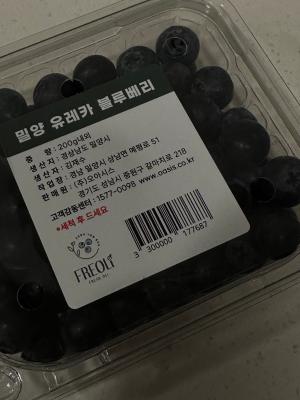 밀양 유레카 블루베리
중 량 : 200g내외
생산지 : 경상남도 밀양시
생산자 : 김재수
작업장 : 경남 밀양시 상남면 예림로 51
판매원 : (주)오아시스
경기도 성남시 중원구 갈마치로 218
고객감동센터 : 1577-0098 www.oasis.co.kr
*세척 후 드세요
FREOLI
3 300000 177687